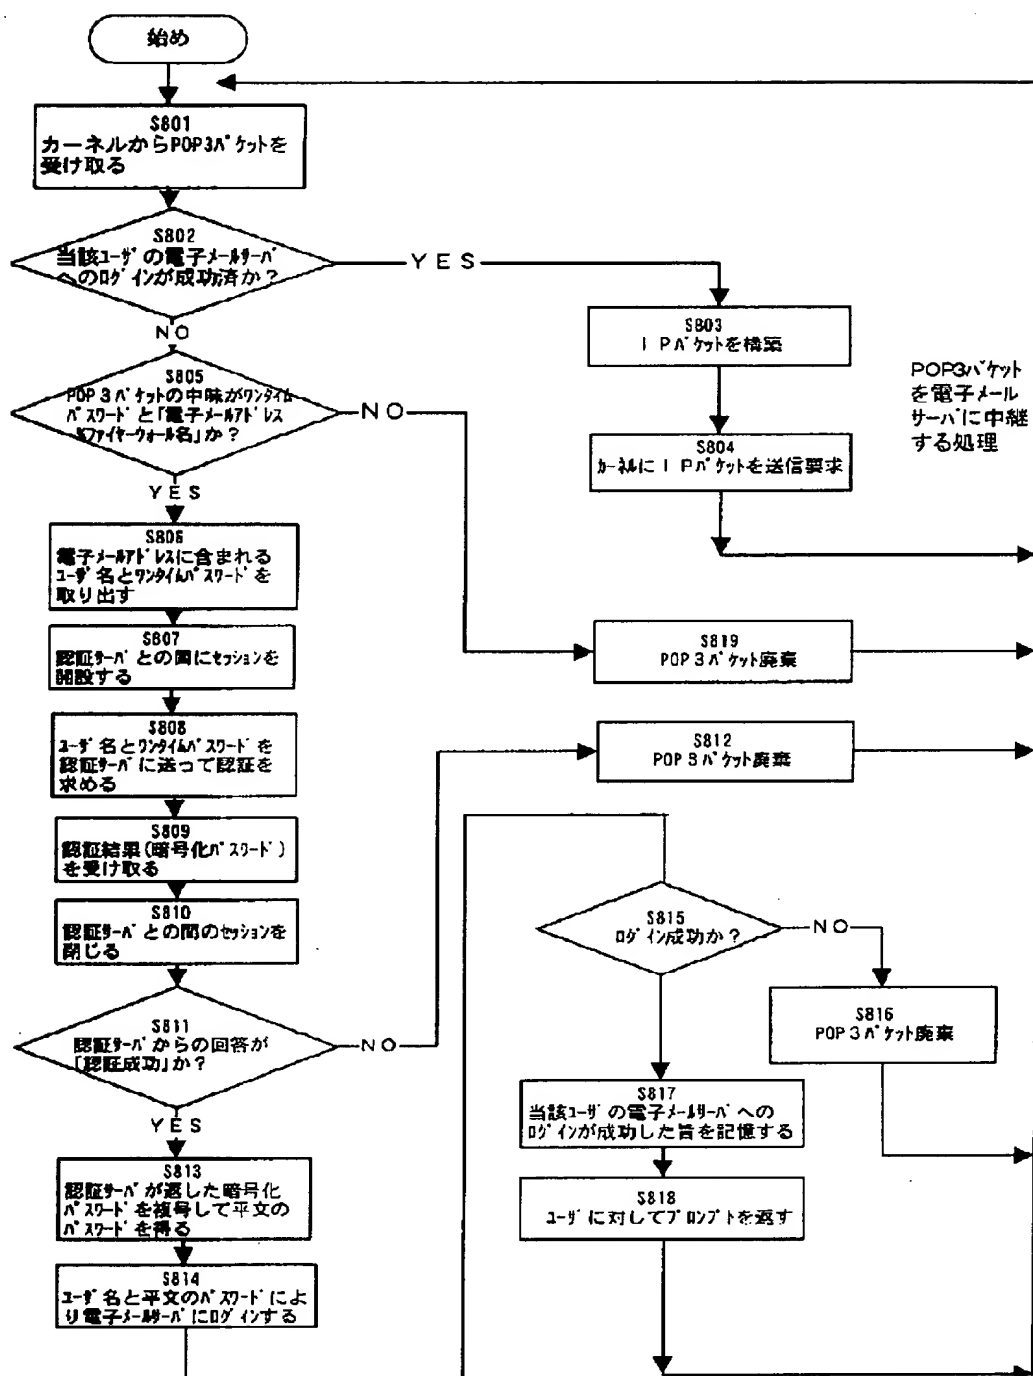 始め
S801
カーネルからPOP3パケットを
受け取る
S802
当該ユーザの電子メールサーバ
へのログインが成功済か?
YES
NO
S803
IPパケットを構築
S804
カーネルにIPパケットを送信要求
POP3パケット
を電子メール
サーバに中継
する処理
S805
POP3パケットの中味がワンタイム
パスワードと「電子メールアドレス
%ファイヤーウォール名」か?
NO
YES
S806
電子メールアドレスに含まれる
ユーザ名とワンタイムパスワードを
取り出す
S807
認証サーバとの間にセッションを
開設する
S819
POP3パケット廃棄
S808
ユーザ名とワンタイムパスワードを
認証サーバに送って認証を
求める
S812
POP3パケット廃棄
S809
認証結果(暗号化パスワード)
を受け取る
S810
認証サーバとの間のセッションを
閉じる
S815
ログイン成功か?
NO
S816
POP3パケット廃棄
S811
認証サーバからの回答が
「認証成功」か?
NO
YES
S817
当該ユーザの電子メールサーバへの
ログインが成功した旨を記憶する
S818
ユーザに対してプロンプトを返す
S813
認証サーバが返した暗号化
パスワードを複号して平文の
パスワードを得る
S814
ユーザ名と平文のパスワードによ
り電子メールサーバにログインする